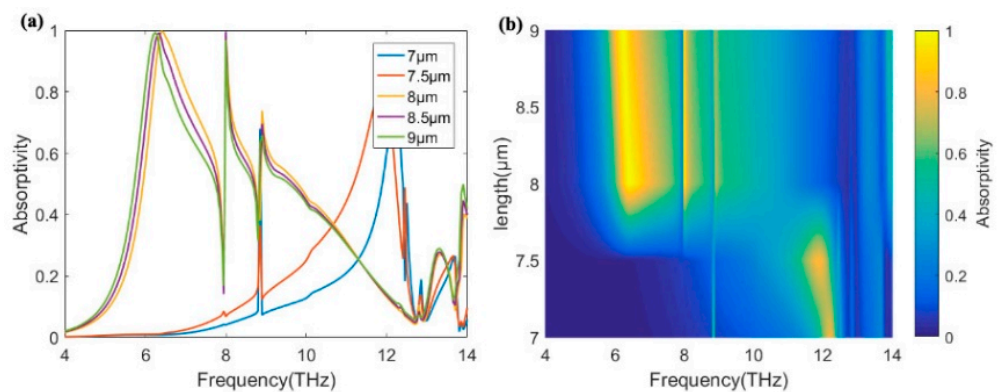 (a)
1
0.8
0.6
0.4
0.2
0
Absorptivity
4
6
8
10
12
14
Frequency(THz)
7μm
7.5μm
8μm
8.5μm
9μm
(b)
9
8.5
8
7.5
7
length(μm)
4
6
8
10
12
14
Frequency(THz)
1
0.8
0.6
0.4
0.2
0
Absorptivity